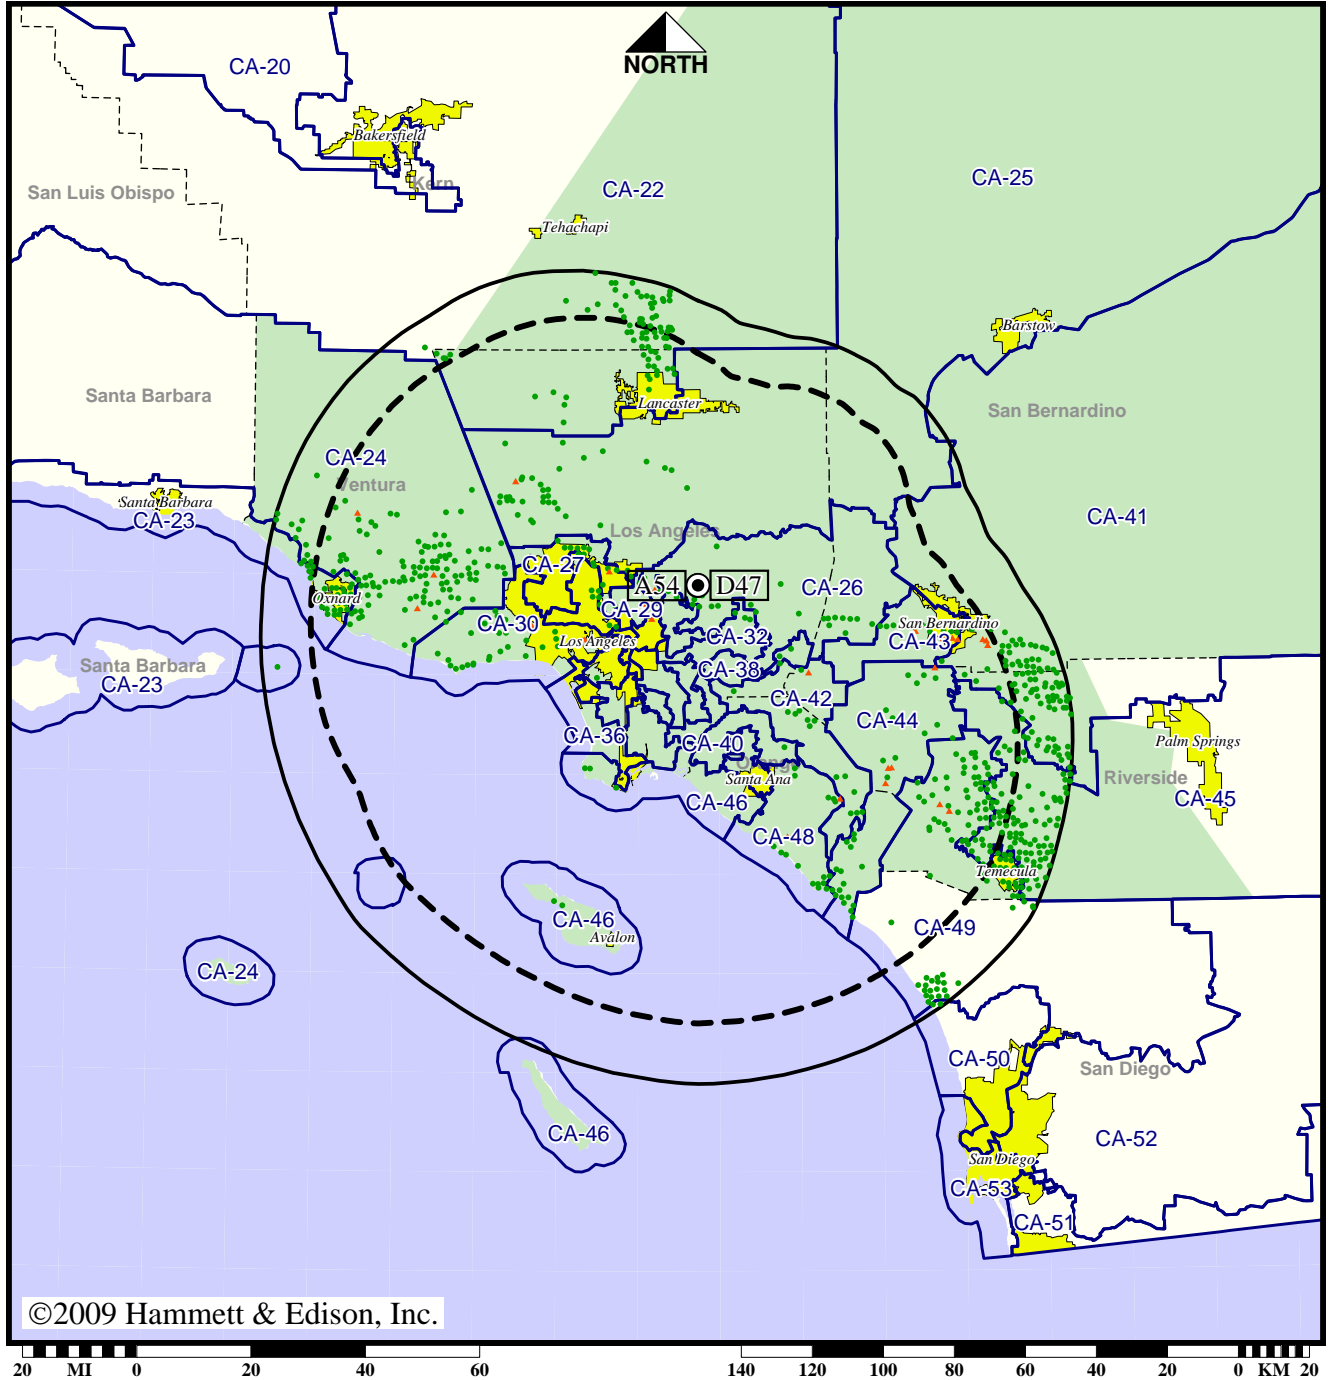 NORTH
CA-20
Bakersfield
Kern
CA-22
CA-25
San Luis Obispo
Tehachapi
Barstow
Santa Barbara
Lancaster
San Bernardino
CA-24
Ventura
Santa Barbara
CA-23
Los Angeles
CA-41
CA-27
A54
D47
CA-26
Oxnard
CA-29
CA-30
Los Angeles
CA-32
San Bernardino
CA-43
Santa Barbara
CA-23
CA-38
CA-42
CA-44
CA-36
CA-40
Palm Springs
Orange
Santa Ana
Riverside
CA-45
CA-46
CA-48
Temecula
CA-46
Avalon
CA-49
CA-24
CA-50
San Diego
CA-46
CA-52
San Diego
CA-53
CA-51
©2009 Hammett & Edison, Inc.
20 MI 0 20 40 60 140 120 100 80 60 40 20 0 KM 20